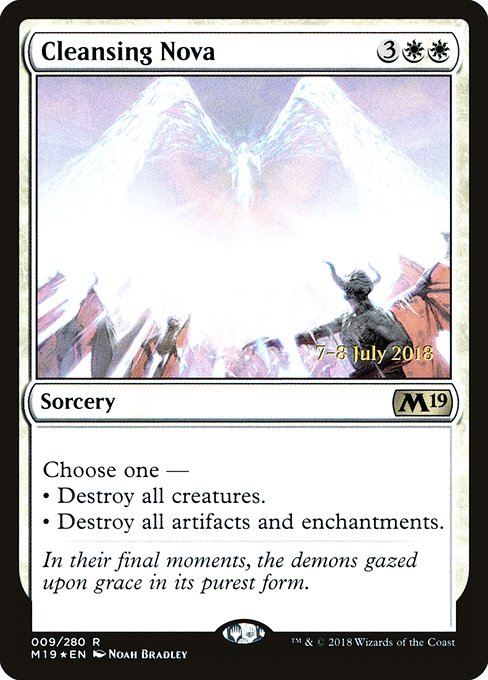 Cleansing Nova 3
7–8 July 2018
Sorcery M19
Choose one —
• Destroy all creatures.
• Destroy all artifacts and enchantments.
In their final moments, the demons gazed
upon grace in its purest form.
009/280 R
M19★EN Noah Bradley
™ & © 2018 Wizards of the Coast